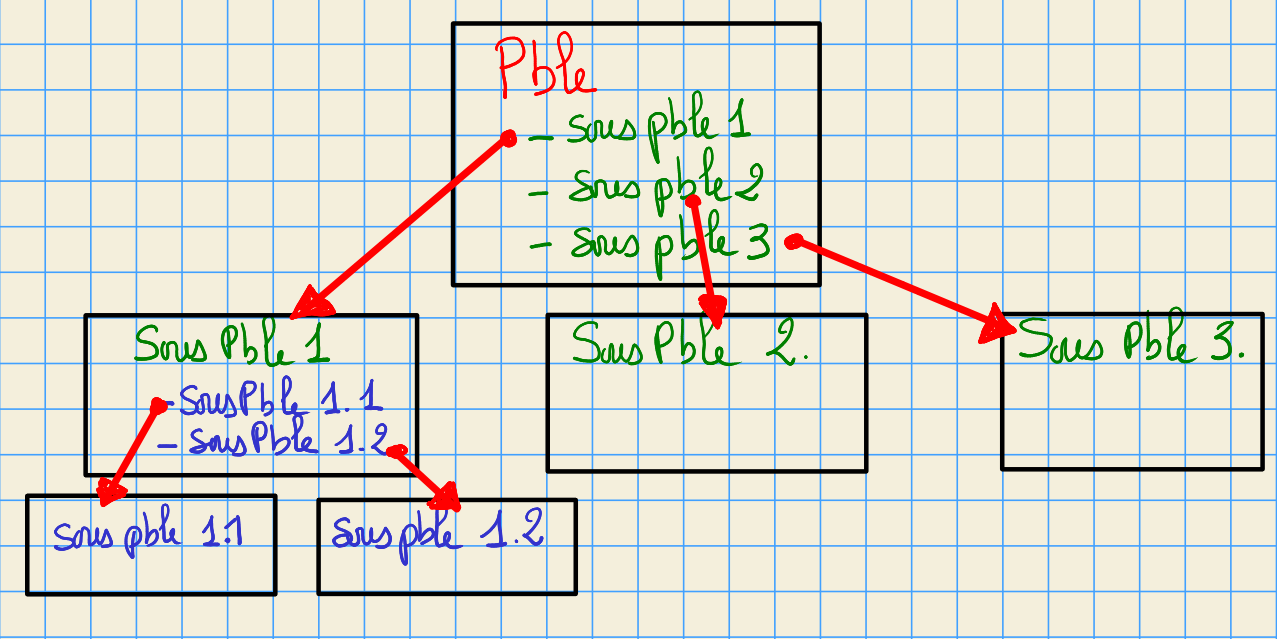 Pble
- Sous pble 1
- Sous pble 2
- Sous pble 3
Sous Pble 1
- Sous Pble 1.1
- Sous Pble 1.2
Sous Pble 2.
Sous Pble 3.
Sous pble 1.1
Sous pble 1.2